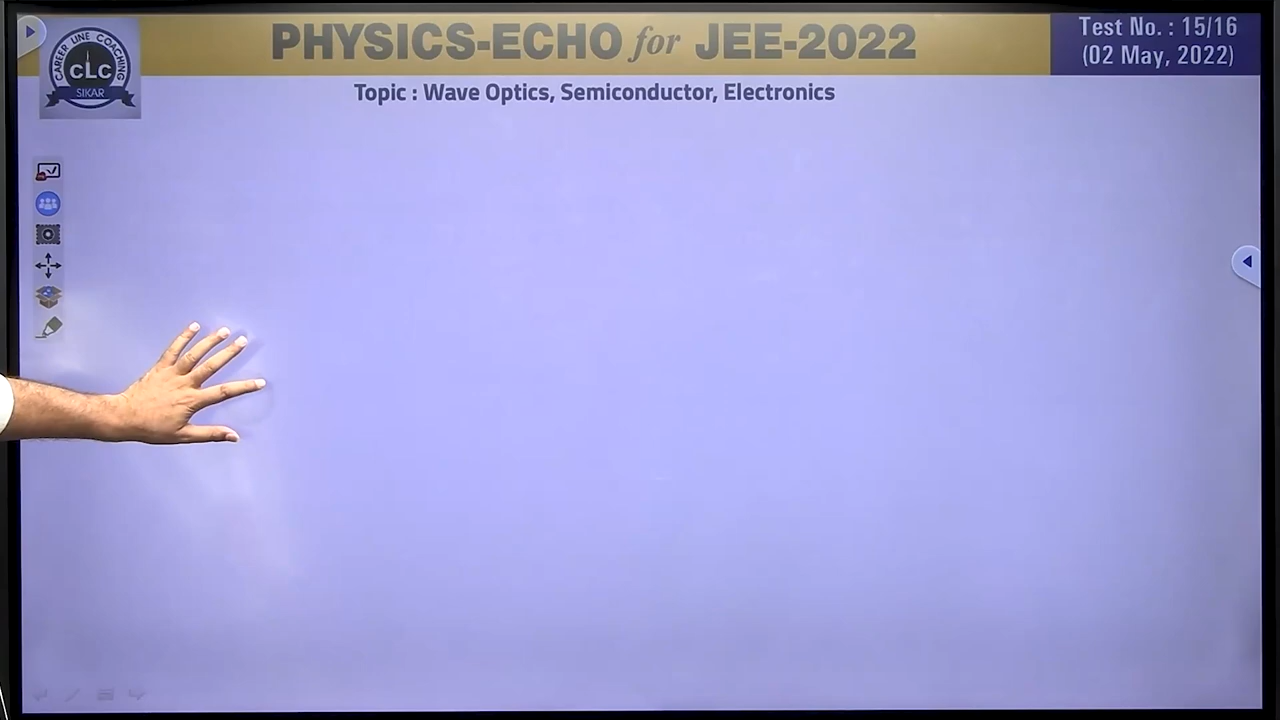 PHYSICS-ECHO for JEE-2022
Test No. : 15/16
(02 May, 2022)
CAREER LINE COACHING
CLC
SIKAR
Topic : Wave Optics, Semiconductor, Electronics